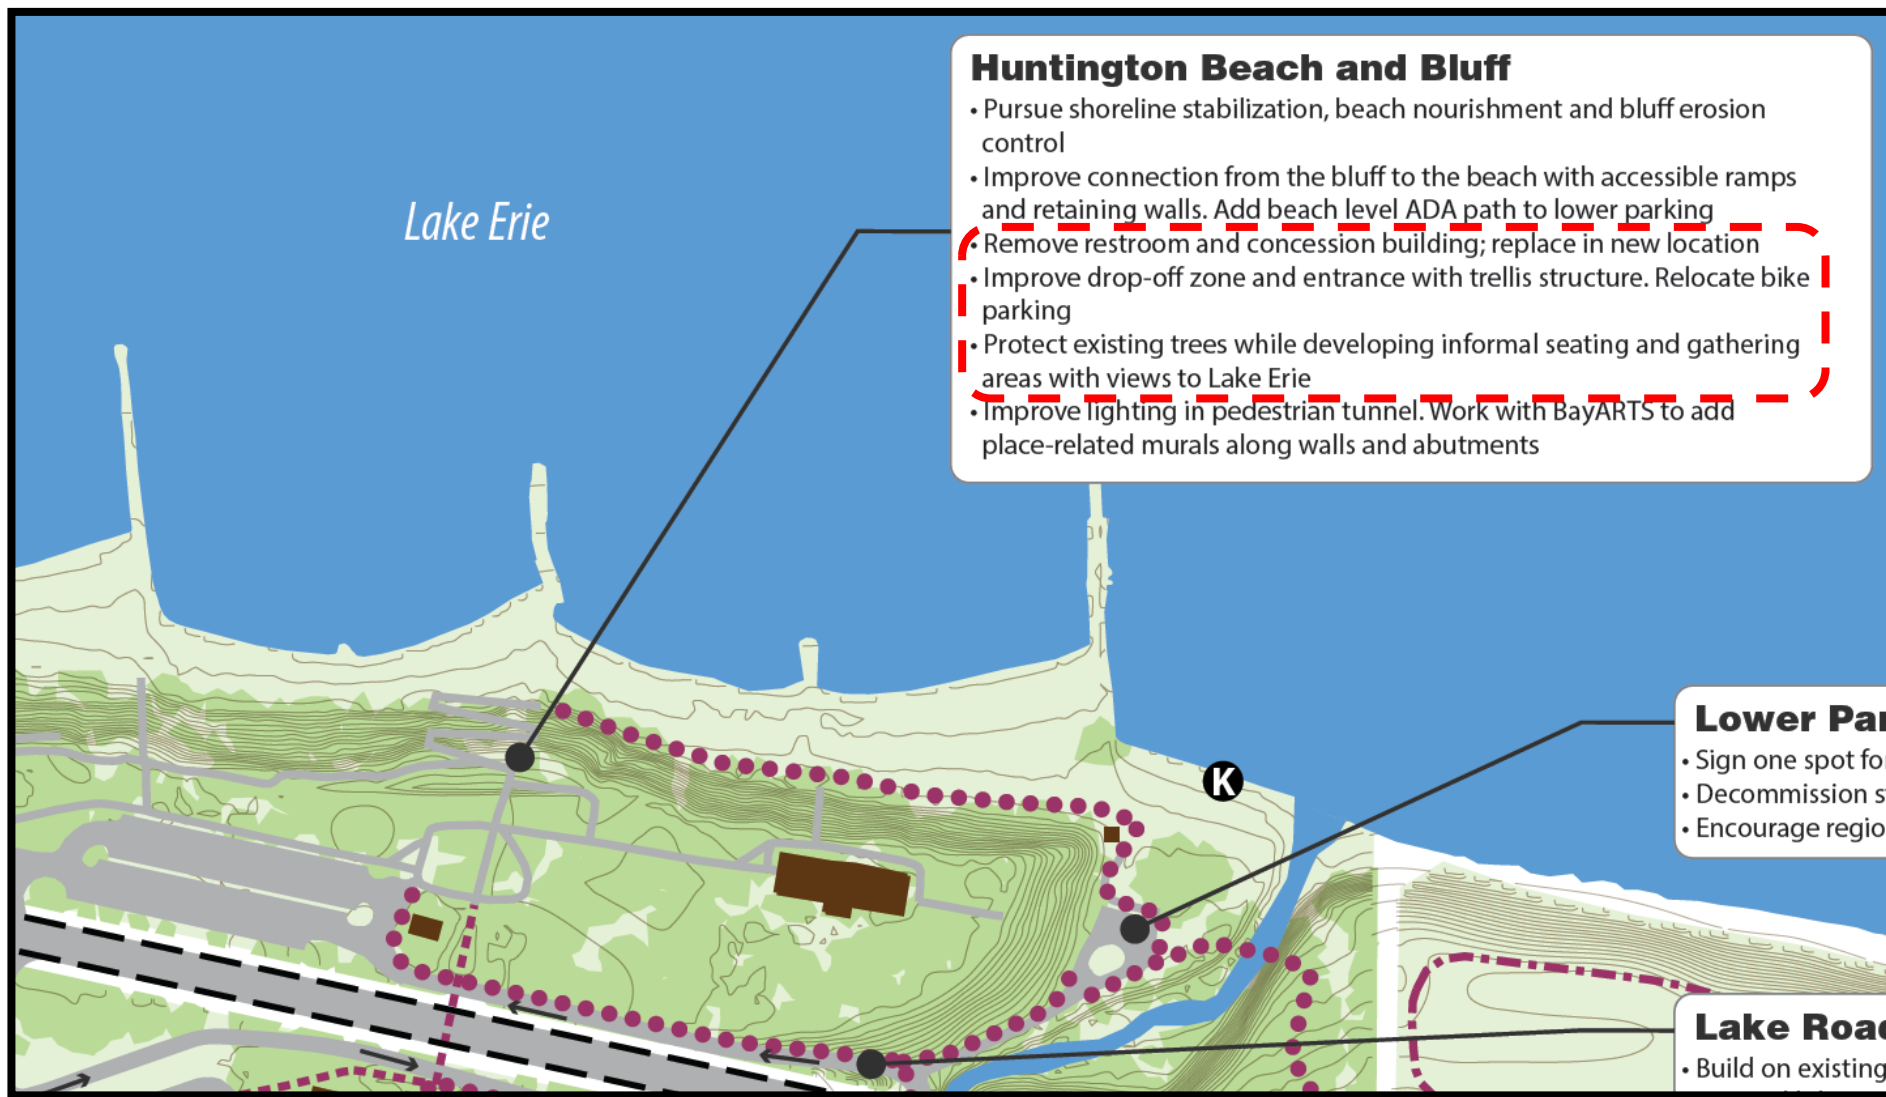 Huntington Beach and Bluff
• Pursue shoreline stabilization, beach nourishment and bluff erosion
control
• Improve connection from the bluff to the beach with accessible ramps
and retaining walls. Add beach level ADA path to lower parking
• Remove restroom and concession building; replace in new location
• Improve drop-off zone and entrance with trellis structure. Relocate bike
parking
• Protect existing trees while developing informal seating and gathering
areas with views to Lake Erie
• Improve lighting in pedestrian tunnel. Work with BayARTS to add
place-related murals along walls and abutments
Lake Erie
K
Lower Par
• Sign one spot for
• Decommission s
• Encourage regio
Lake Road
• Build on existing